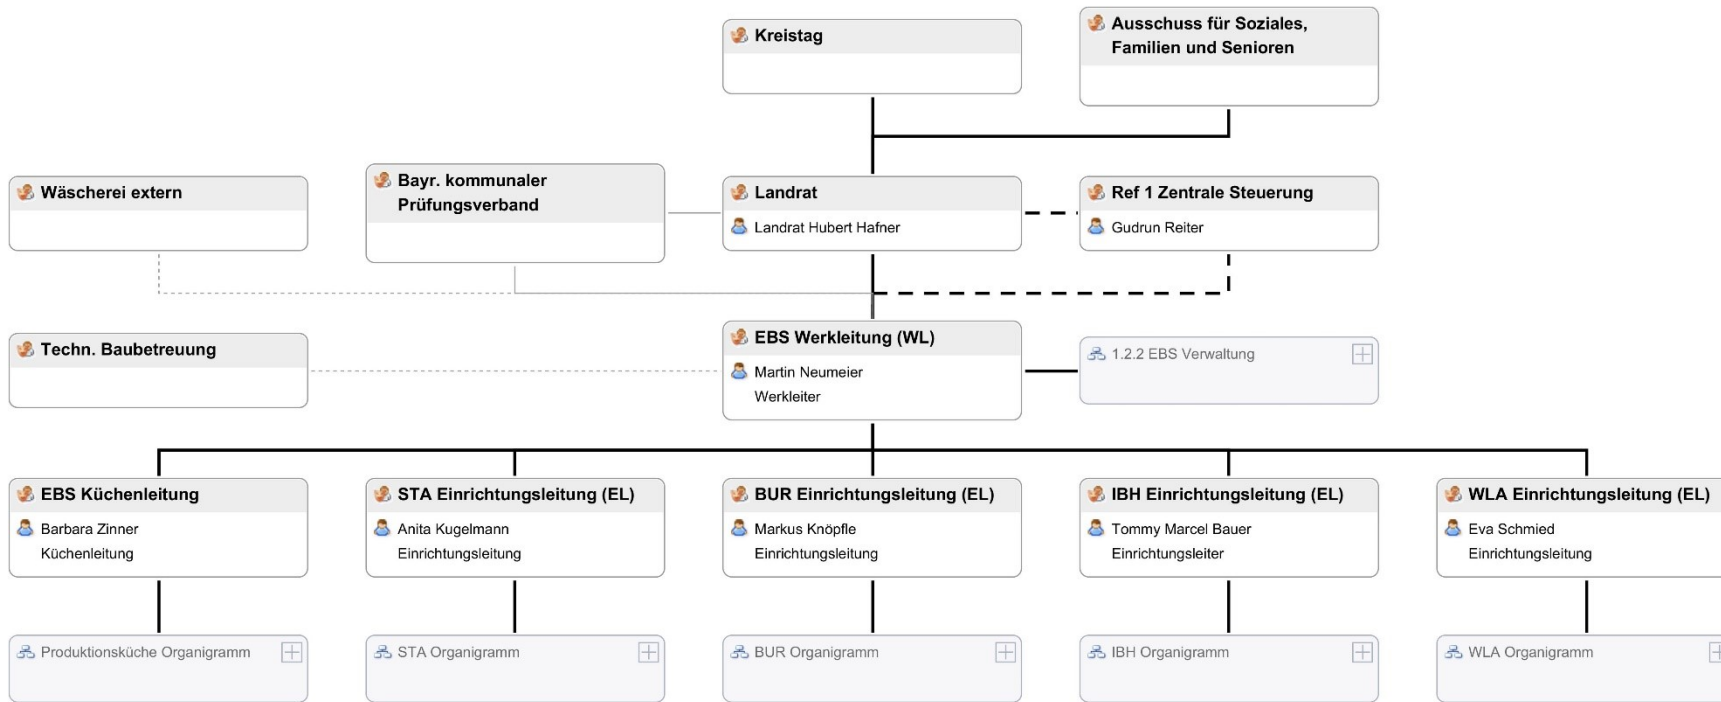 Kreistag
Ausschuss für Soziales,
Familien und Senioren
Wäscherei extern
Bayr. kommunaler
Prüfungsverband
Landrat
Landrat Hubert Hafner
Ref 1 Zentrale Steuerung
Gudrun Reiter
Techn. Baubetreuung
EBS Werkleitung (WL)
Martin Neumeier
Werkleiter
1.2.2 EBS Verwaltung
EBS Küchenleitung
Barbara Zinner
Küchenleitung
STA Einrichtungsleitung (EL)
Anita Kugelmann
Einrichtungsleitung
BUR Einrichtungsleitung (EL)
Markus Knöpfle
Einrichtungsleitung
IBH Einrichtungsleitung (EL)
Tommy Marcel Bauer
Einrichtungsleiter
WLA Einrichtungsleitung (EL)
Eva Schmied
Einrichtungsleitung
Produktionsküche Organigramm
STA Organigramm
BUR Organigramm
IBH Organigramm
WLA Organigramm